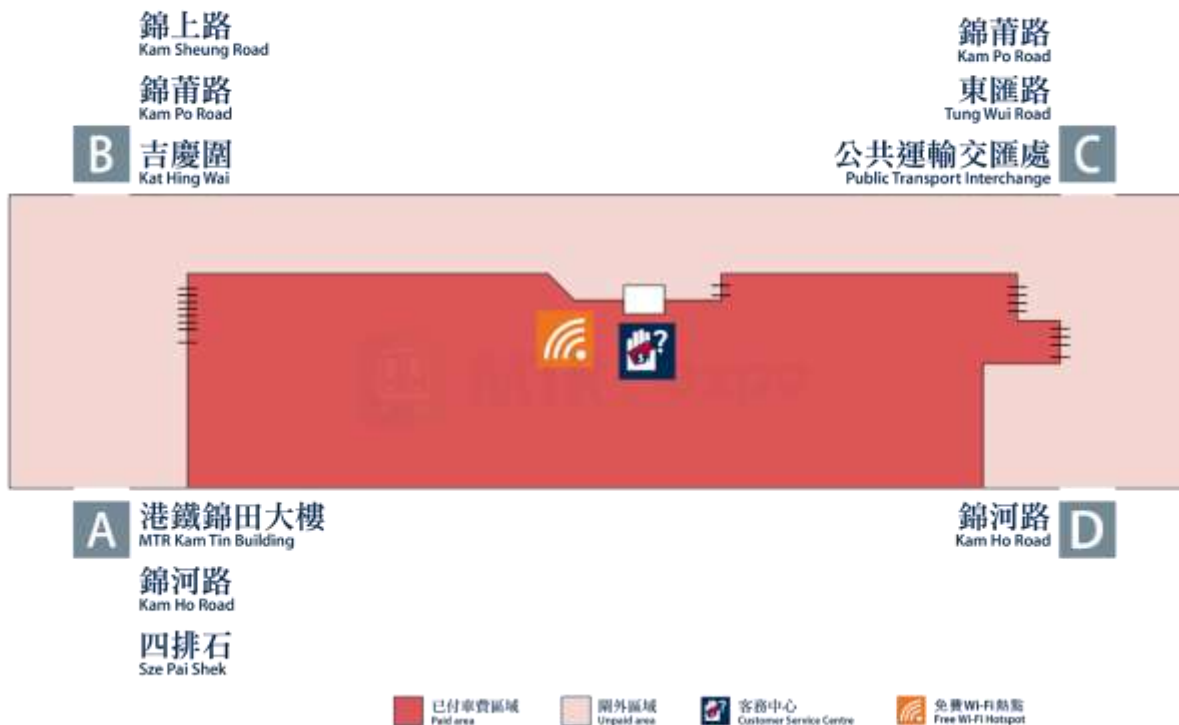 錦上路
Kam Sheung Road
錦莆路
Kam Po Road
B
吉慶圍
Kat Hing Wai
錦莆路
Kam Po Road
東匯路
Tung Wui Road
公共運輸交匯處
Public Transport Interchange
C
?
A
港鐵錦田大樓
MTR Kam Tin Building
錦河路
Kam Ho Road
四排石
Sze Pai Shek
錦河路
Kam Ho Road
D
已付車費區域
Paid area
閘外區域
Unpaid area
客務中心
Customer Service Centre
免費Wi-Fi熱點
Free Wi-Fi Hotspot